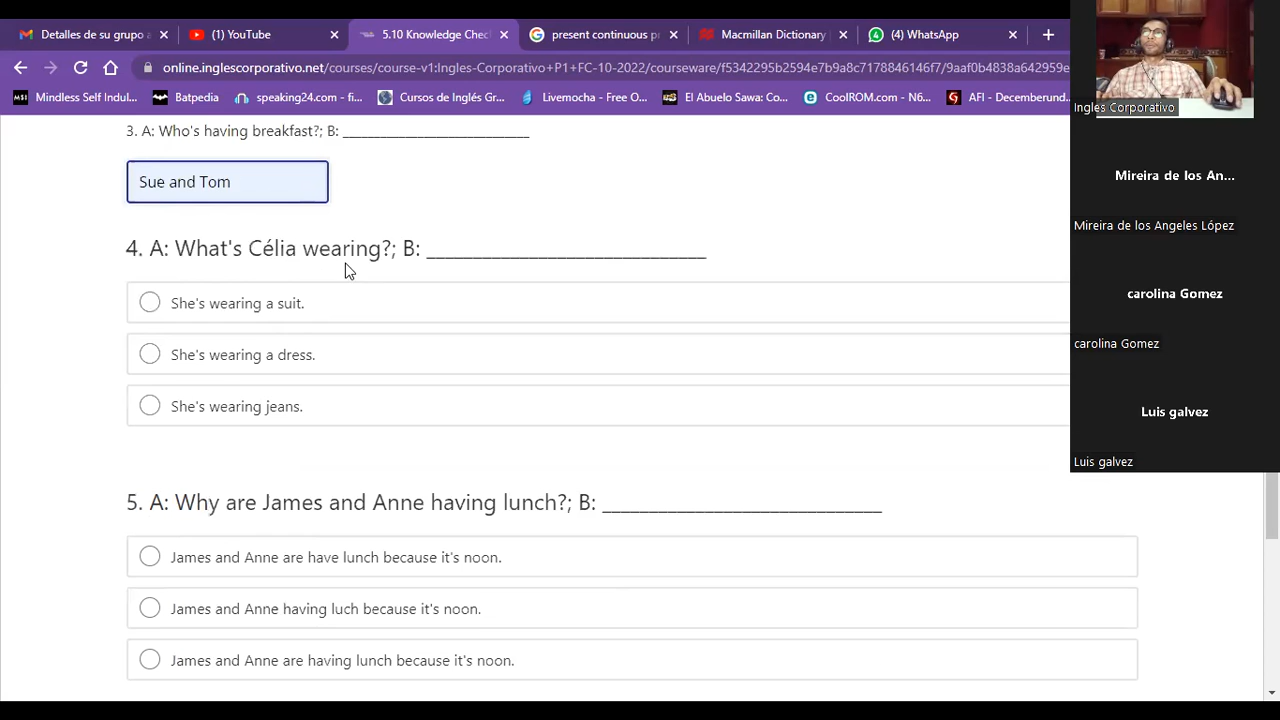 Detalles de su grupo a
(1) YouTube
5.10 Knowledge Chec
present continuous p
Macmillan Dictionary
(4) WhatsApp
online.inglescorporativo.net/courses/course-v1:Ingles-Corporativo+P1+FC-10-2022/courseware/f5342295b2594e7b9a8c7178846146f7/9aaf0b4838a642959e
Mindless Self Indul...
Batpedia
speaking24.com - fi...
Cursos de Inglés Gr...
Livemocha - Free O...
El Abuelo Sawa: Co...
CoolROM.com - N6...
AFI - Decemberund...
Ingles Corporativo
3. A: Who's having breakfast?; B: ____________________________
Sue and Tom
4. A: What's Célia wearing?; B: ____________________________
She's wearing a suit.
She's wearing a dress.
She's wearing jeans.
5. A: Why are James and Anne having lunch?; B: ____________________________
James and Anne are have lunch because it's noon.
James and Anne having luch because it's noon.
James and Anne are having lunch because it's noon.
Mireira de los An...
Mireira de los Angeles López
carolina Gomez
carolina Gomez
Luis galvez
Luis galvez